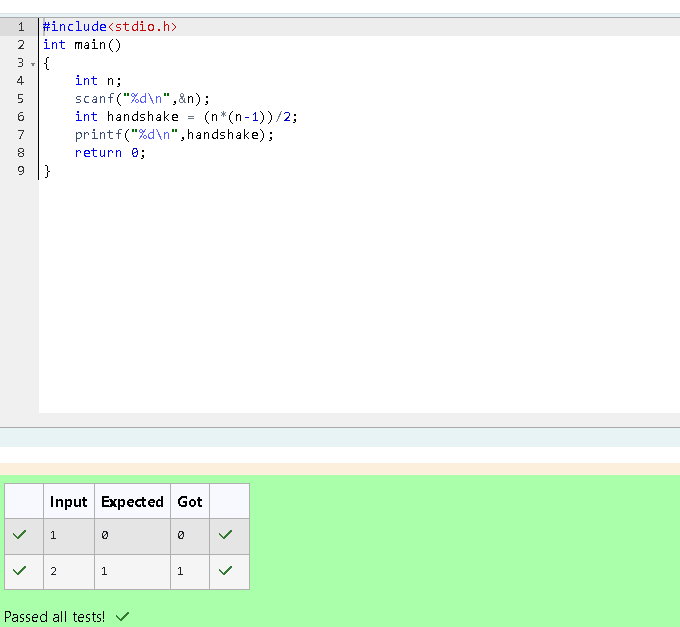 1 #include<stdio.h>
2 int main()
3 {
4     int n;
5     scanf("%d\n",&n);
6     int handshake = (n*(n-1))/2;
7     printf("%d\n",handshake);
8     return 0;
9 }
Input Expected Got
1 0 0
2 1 1
Passed all tests!